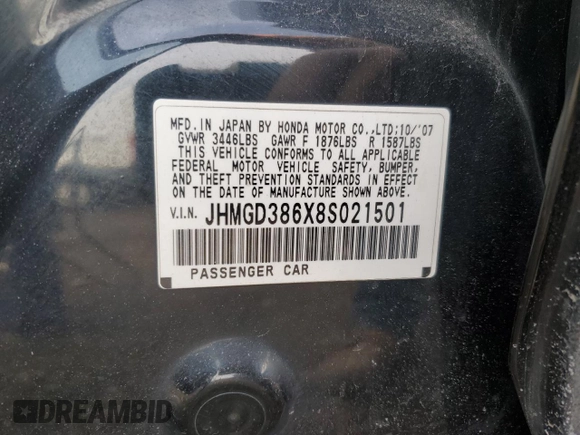 MFD.IN JAPAN BY HONDA MOTOR CO.,LTD:10/'07
GVWR 3446LBS GAWR F 1876LBS R 1587LBS
THIS VEHICLE CONFORMS TO ALL APPLICABLE
FEDERAL MOTOR VEHICLE SAFETY, BUMPER,
AND THEFT PREVENTION STANDARDS IN EFFECT
ON THE DATE OF MANUFACTURE SHOWN ABOVE.
V.I.N. JHMGD386X8S021501
PASSENGER CAR
DREAMBID